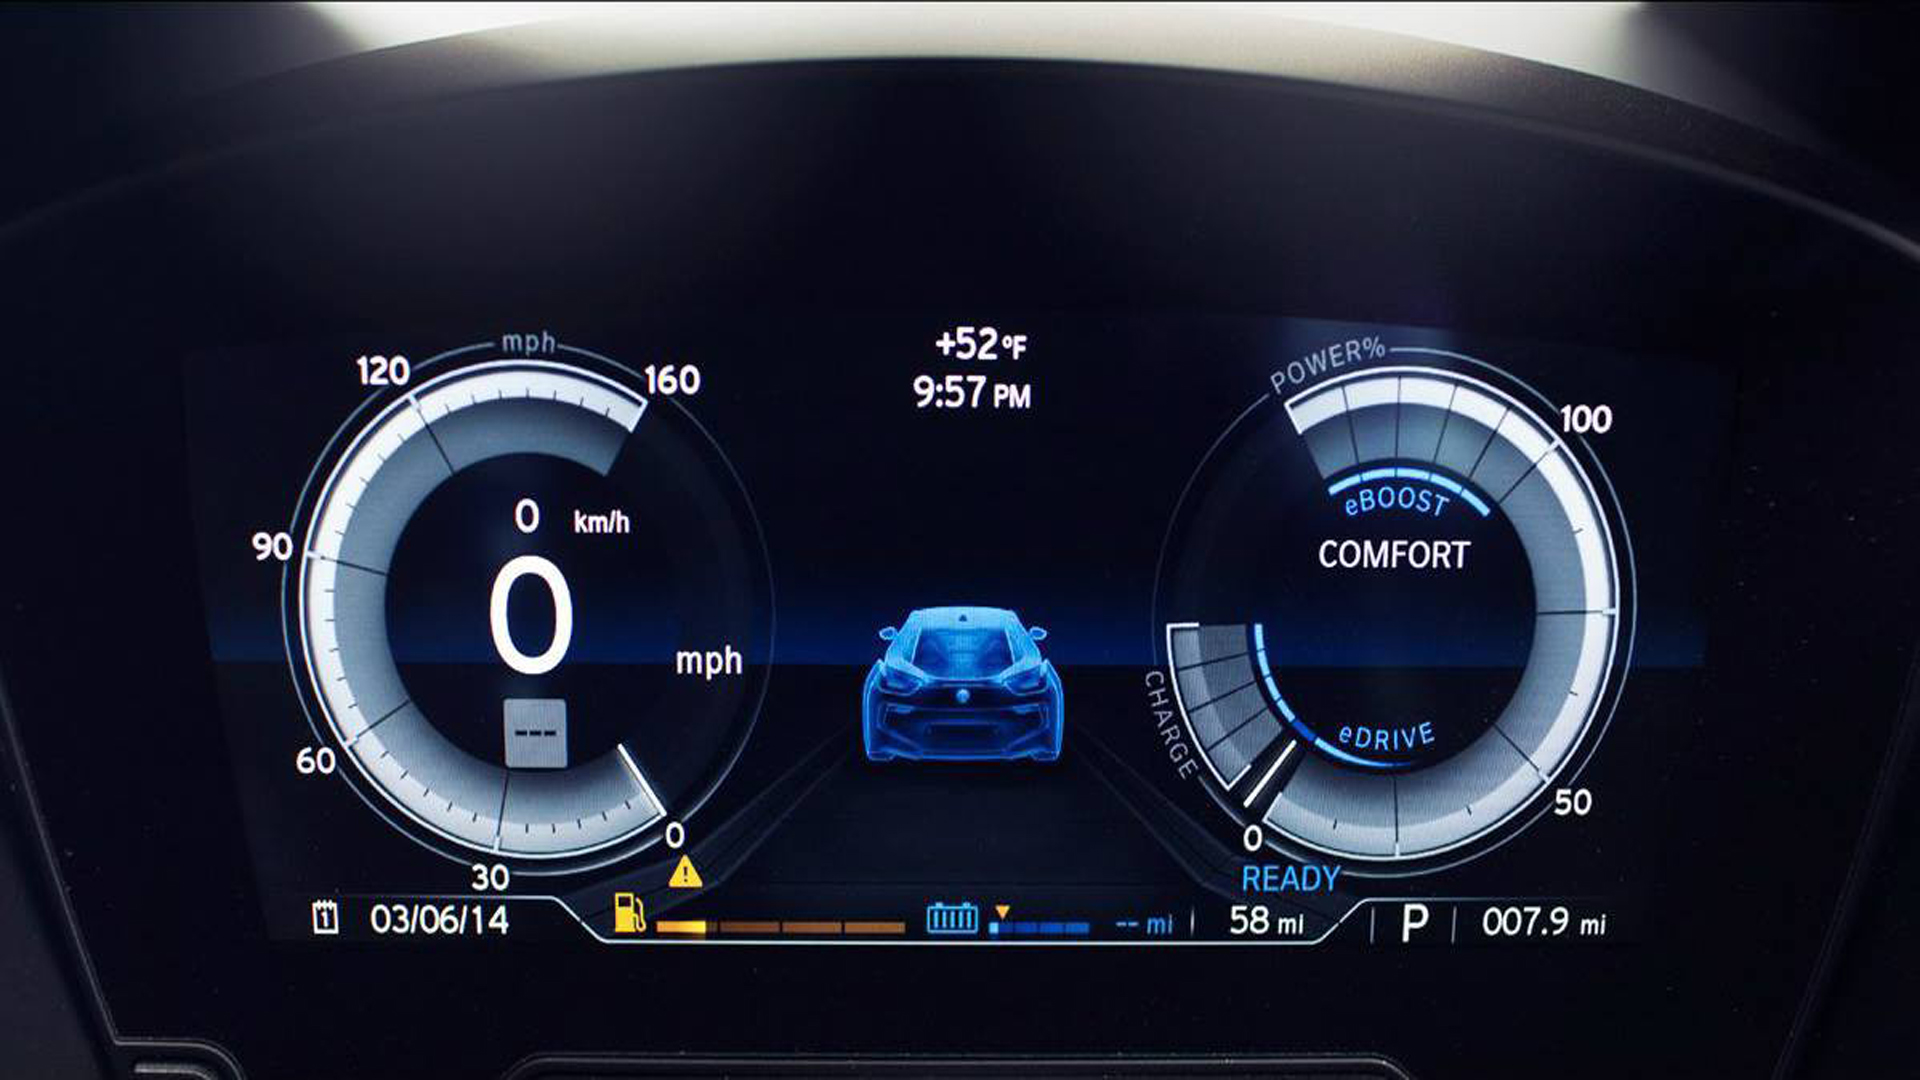 mph
120
160
90
60
30
0
0 km/h
0
mph
---
+52°F
9:57 PM
POWER%
100
eBOOST
COMFORT
CHARGE
eDRIVE
50
0
READY
1
03/06/14
-- mi
58 mi
P
007.9 mi